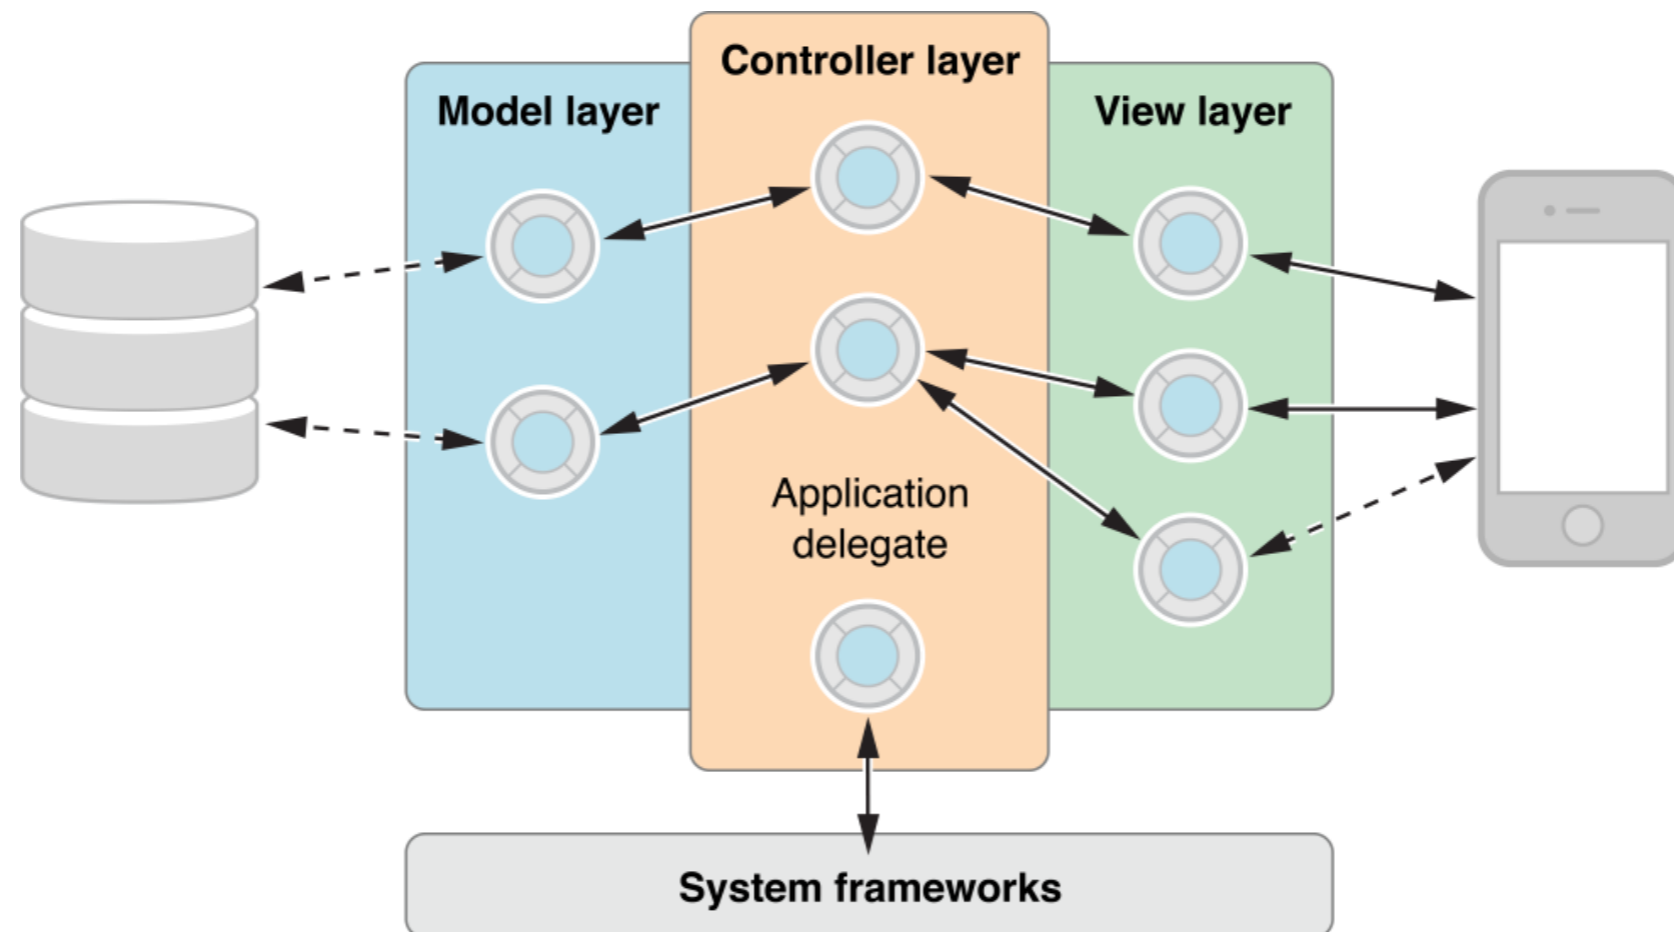 Controller layer
Model layer
View layer
Application
delegate
System frameworks